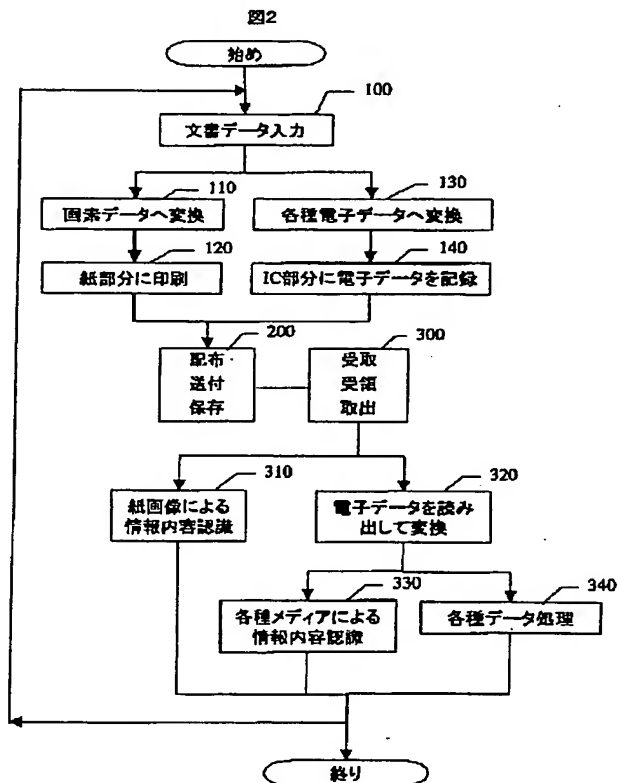 図2
始め
100
文書データ入力
110
130
画素データへ変換
各種電子データへ変換
120
140
紙部分に印刷
IC部分に電子データを記録
200
300
配布
送付
保存
受取
受領
取出
310
320
紙画像による
情報内容認識
電子データを読み
出して変換
330
340
各種メディアによる
情報内容認識
各種データ処理
終り